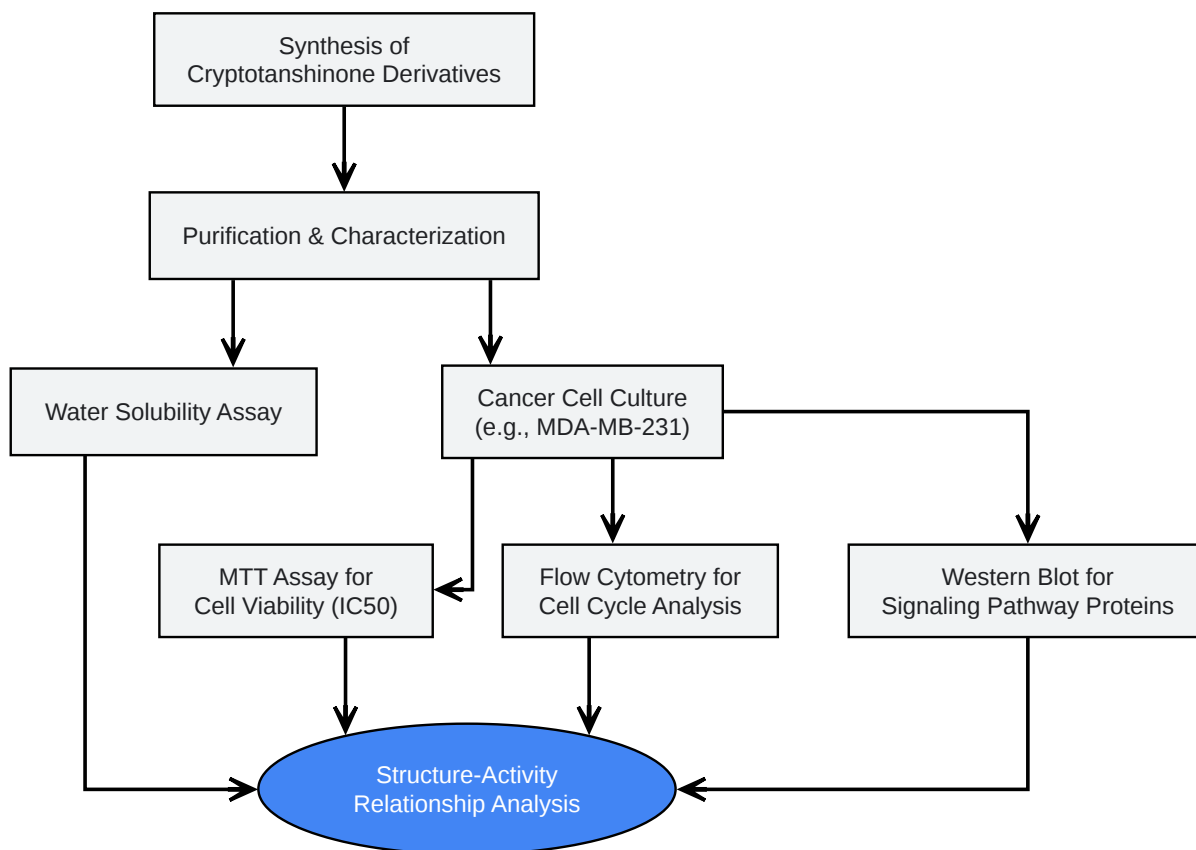 Synthesis of
Cryptotanshinone Derivatives
Purification & Characterization
Water Solubility Assay
Cancer Cell Culture
(e.g., MDA-MB-231)
MTT Assay for
Cell Viability (IC50)
Flow Cytometry for
Cell Cycle Analysis
Western Blot for
Signaling Pathway Proteins
Structure-Activity
Relationship Analysis